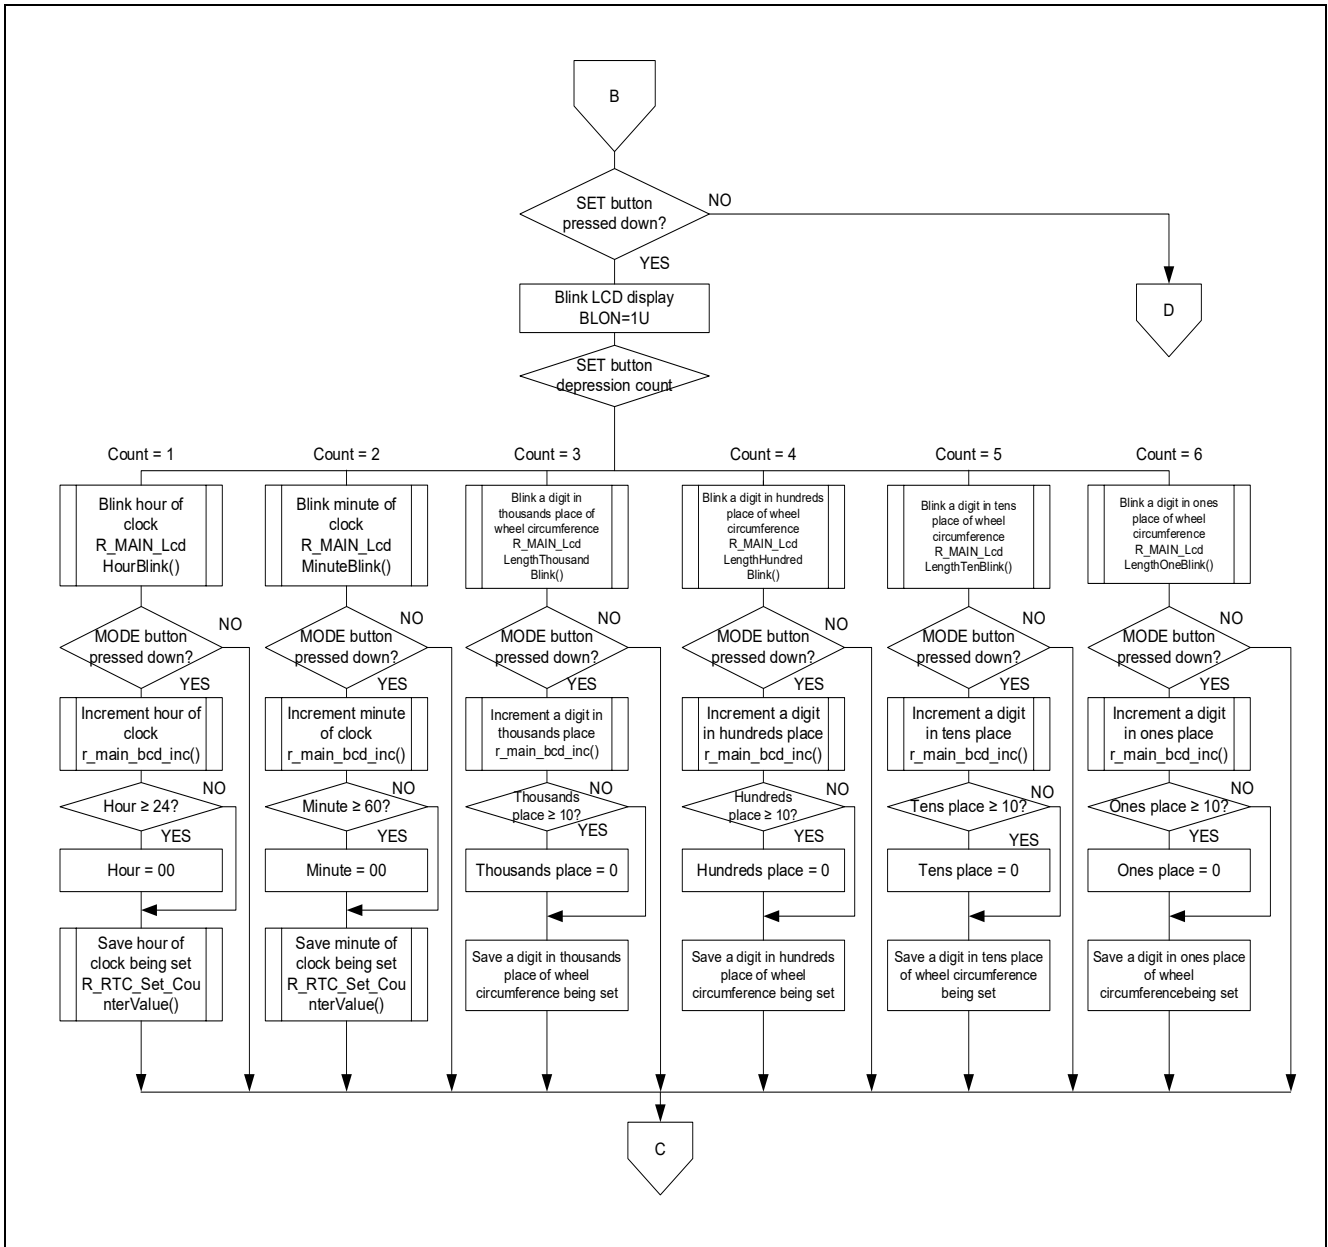 B
SET button
pressed down?
NO
YES
Blink LCD display
BLON=1U
D
SET button
depression count
Count = 1
Count = 2
Count = 3
Count = 4
Count = 5
Count = 6
Blink hour of
clock
R_MAIN_Lcd
HourBlink()
Blink minute of
clock
R_MAIN_Lcd
MinuteBlink()
Blink a digit in
thousands place of
wheel circumference
R_MAIN_Lcd
LengthThousand
Blink()
Blink a digit in hundreds
place of wheel
circumference
R_MAIN_Lcd
LengthHundred
Blink()
Blink a digit in tens
place of wheel
circumference
R_MAIN_Lcd
LengthTenBlink()
Blink a digit in ones
place of wheel
circumference
R_MAIN_Lcd
LengthOneBlink()
MODE button
pressed down?
NO
YES
MODE button
pressed down?
NO
YES
MODE button
pressed down?
NO
YES
MODE button
pressed down?
NO
YES
MODE button
pressed down?
NO
YES
MODE button
pressed down?
NO
YES
Increment hour of
clock
r_main_bcd_inc()
Increment minute
of clock
r_main_bcd_inc()
Increment a digit in
thousands place
r_main_bcd_inc()
Increment a digit
in hundreds place
r_main_bcd_inc()
Increment a digit
in tens place
r_main_bcd_inc()
Increment a digit
in ones place
r_main_bcd_inc()
Hour ≥ 24?
NO
YES
Minute ≥ 60?
NO
YES
Thousands
place ≥ 10?
NO
YES
Hundreds
place ≥ 10?
NO
YES
Tens place ≥ 10?
NO
YES
Ones place ≥ 10?
NO
YES
Hour = 00
Minute = 00
Thousands place = 0
Hundreds place = 0
Tens place = 0
Ones place = 0
Save hour of
clock being set
R_RTC_Set_Cou
nterValue()
Save minute of
clock being set
R_RTC_Set_Cou
nterValue()
Save a digit in thousands
place of wheel
circumference being set
Save a digit in hundreds
place of wheel
circumference being set
Save a digit in tens place
of wheel circumference
being set
Save a digit in ones place
of wheel
circumferencebeing set
C